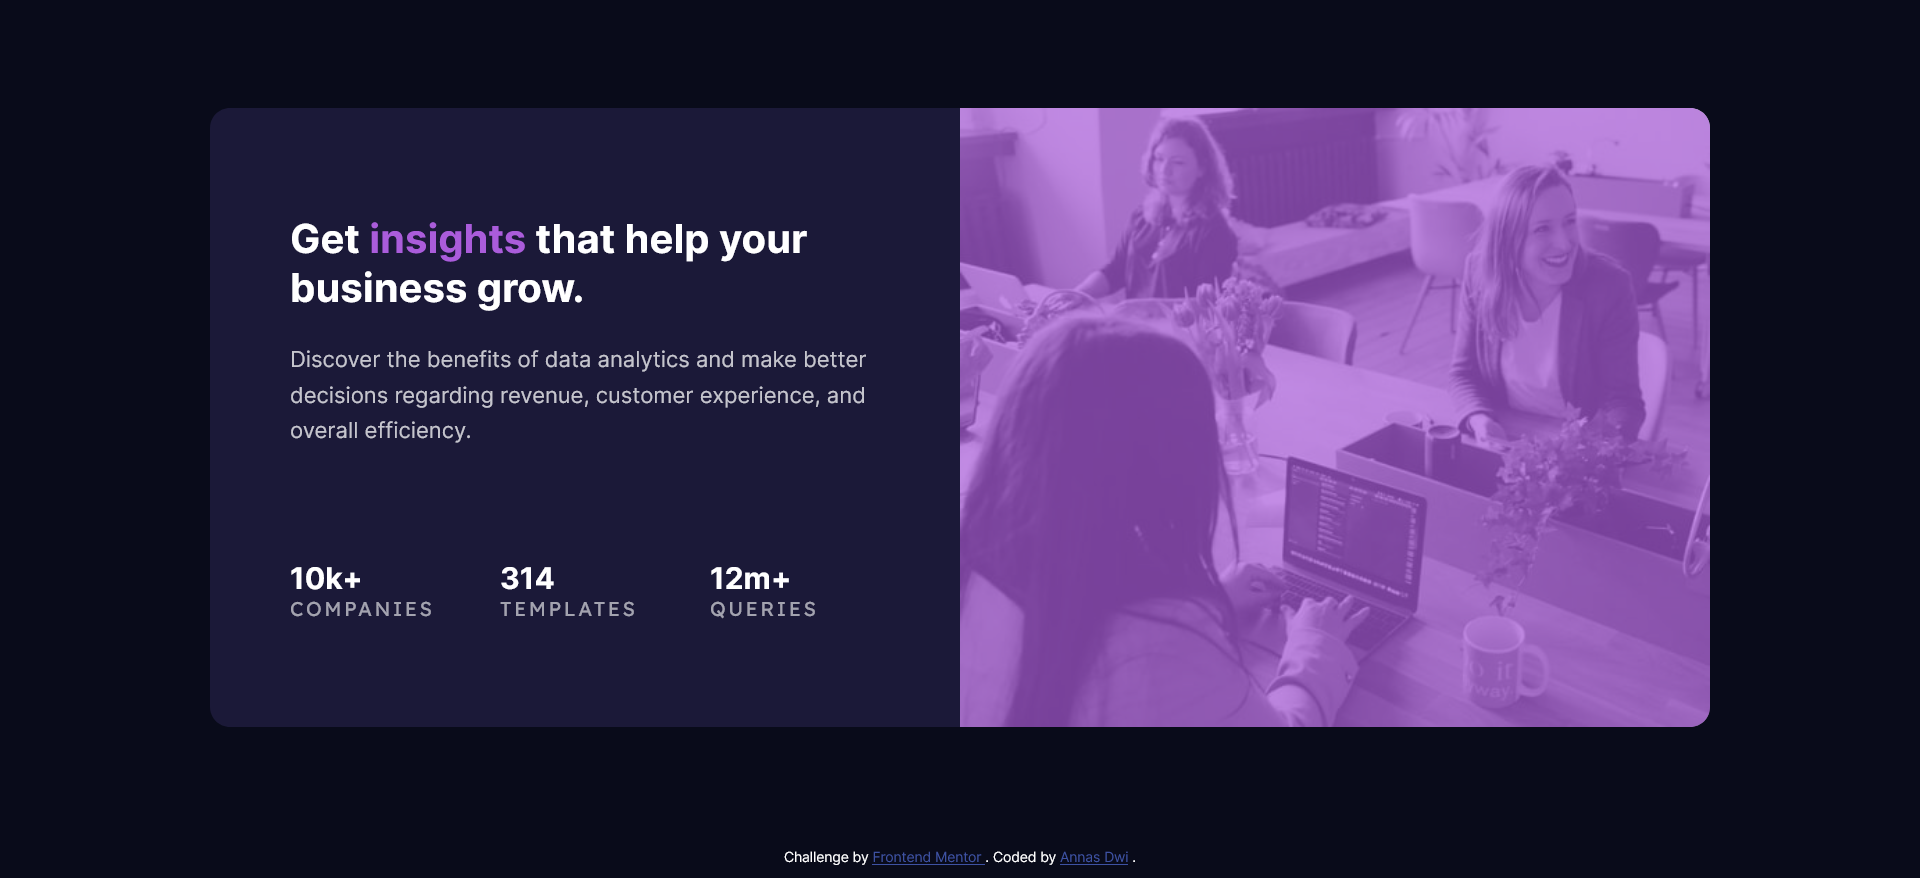 Get insights that help your
business grow.
Discover the benefits of data analytics and make better
decisions regarding revenue, customer experience, and
overall efficiency.
10k+
COMPANIES
314
TEMPLATES
12m+
QUERIES
Challenge by Frontend Mentor . Coded by Annas Dwi .